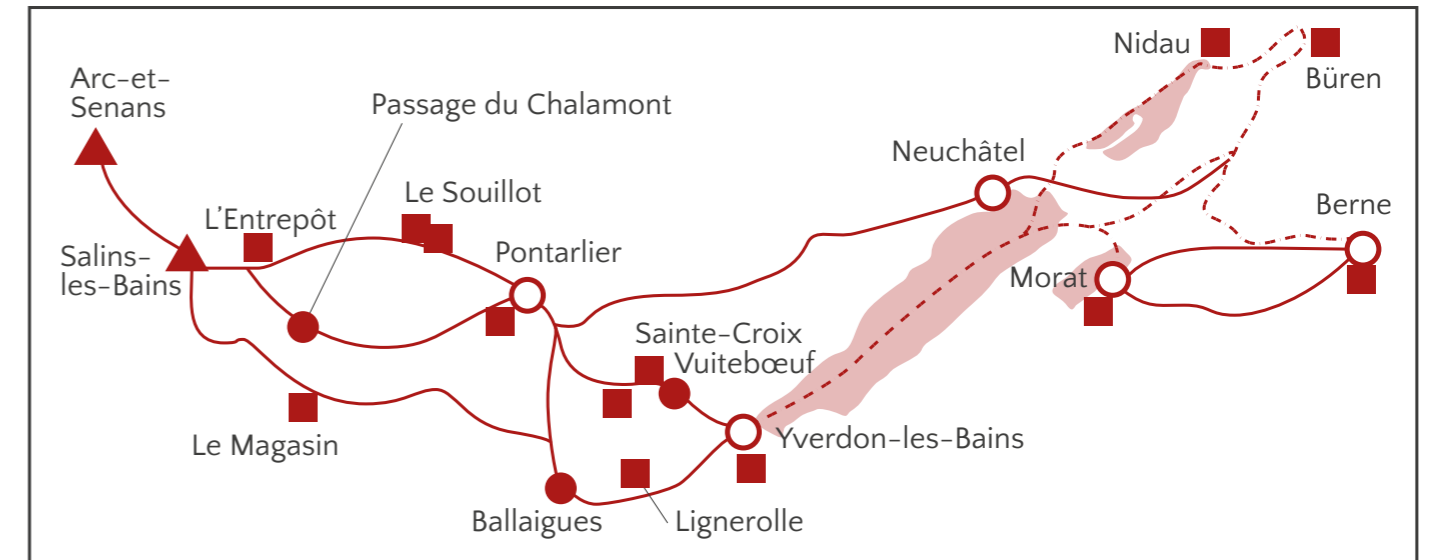 Nidau
Büren
Arc-et-
Senans
Passage du Chalamont
Neuchâtel
Le Souillot
L'Entrepôt
Berne
Pontarlier
Salins-
les-Bains
Morat
Sainte-Croix
Vuitebœuf
Le Magasin
Yverdon-les-Bains
Ballaigues
Lignerolle